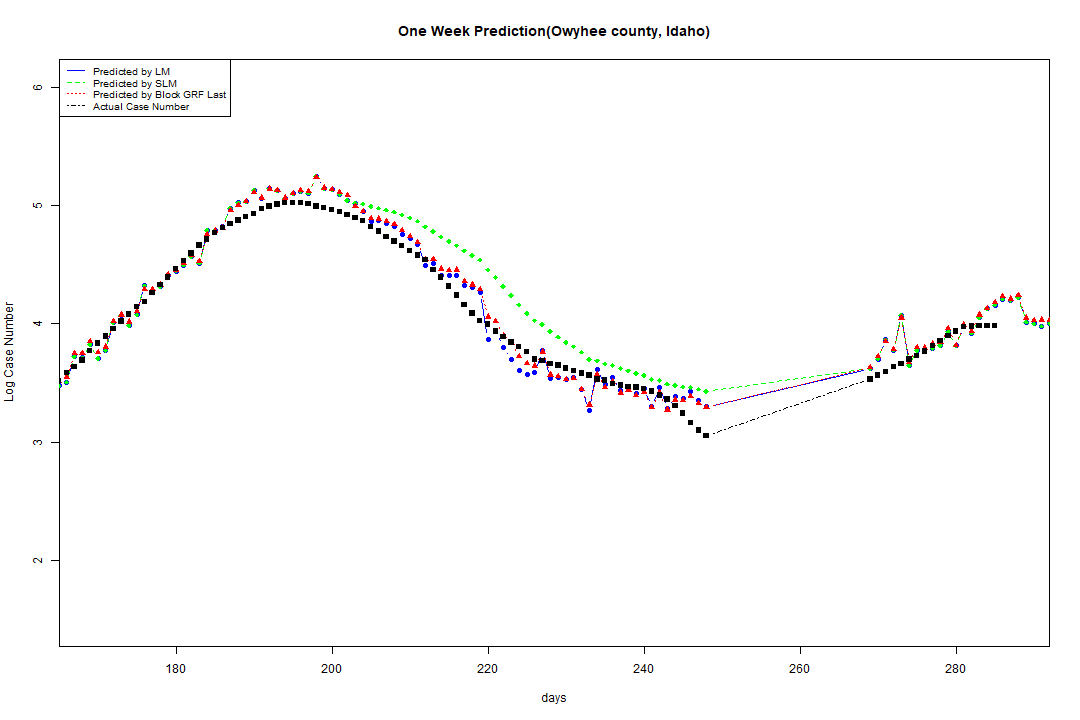 One Week Prediction(Owyhee county, Idaho)
Predicted by LM
Predicted by SLM
Predicted by Block GRF Last
Actual Case Number
Log Case Number
6
5
4
3
2
180 200 220 240 260 280
days